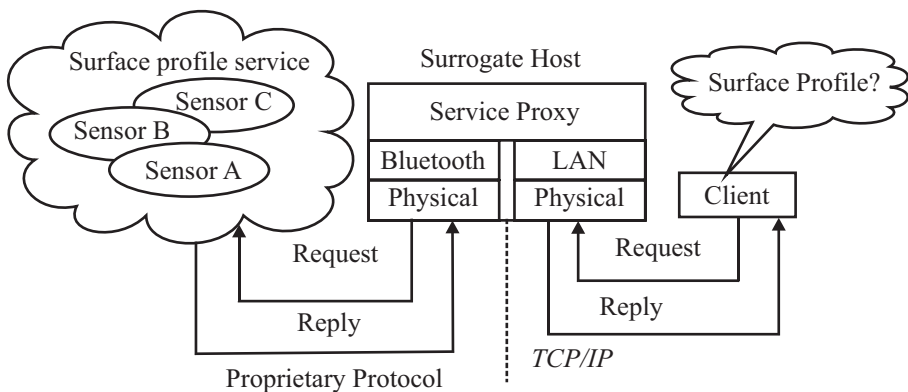 Surface profile service
Sensor C
Sensor B
Sensor A
Surrogate Host
Service Proxy
Bluetooth
LAN
Physical
Physical
Surface Profile?
Client
Request
Reply
Proprietary Protocol
Request
Reply
TCP/IP